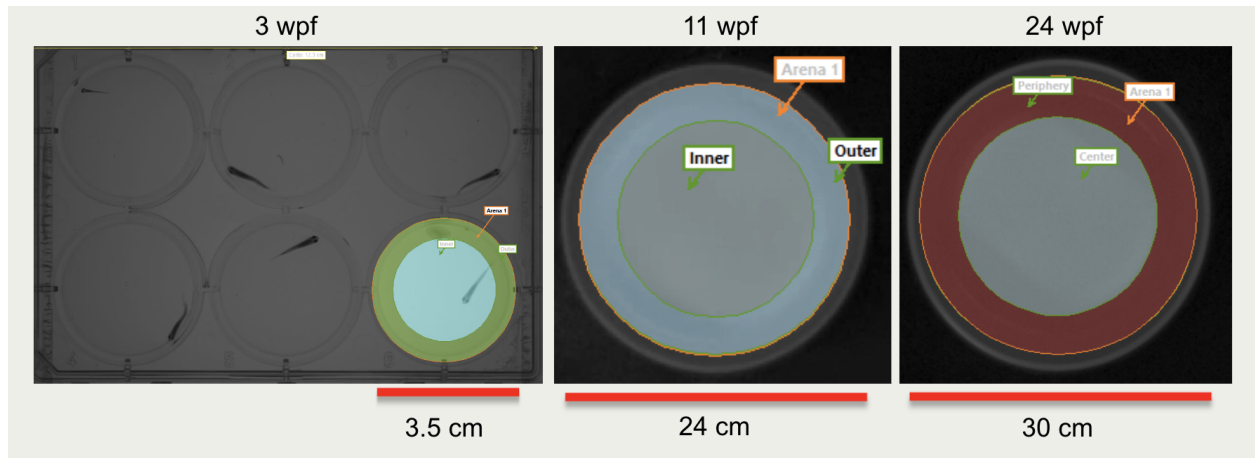 3 wpf
11 wpf
24 wpf
Arena 1
Inner
Outer
Periphery
Arena 1
Center
Arena 1
Outer
3.5 cm
24 cm
30 cm